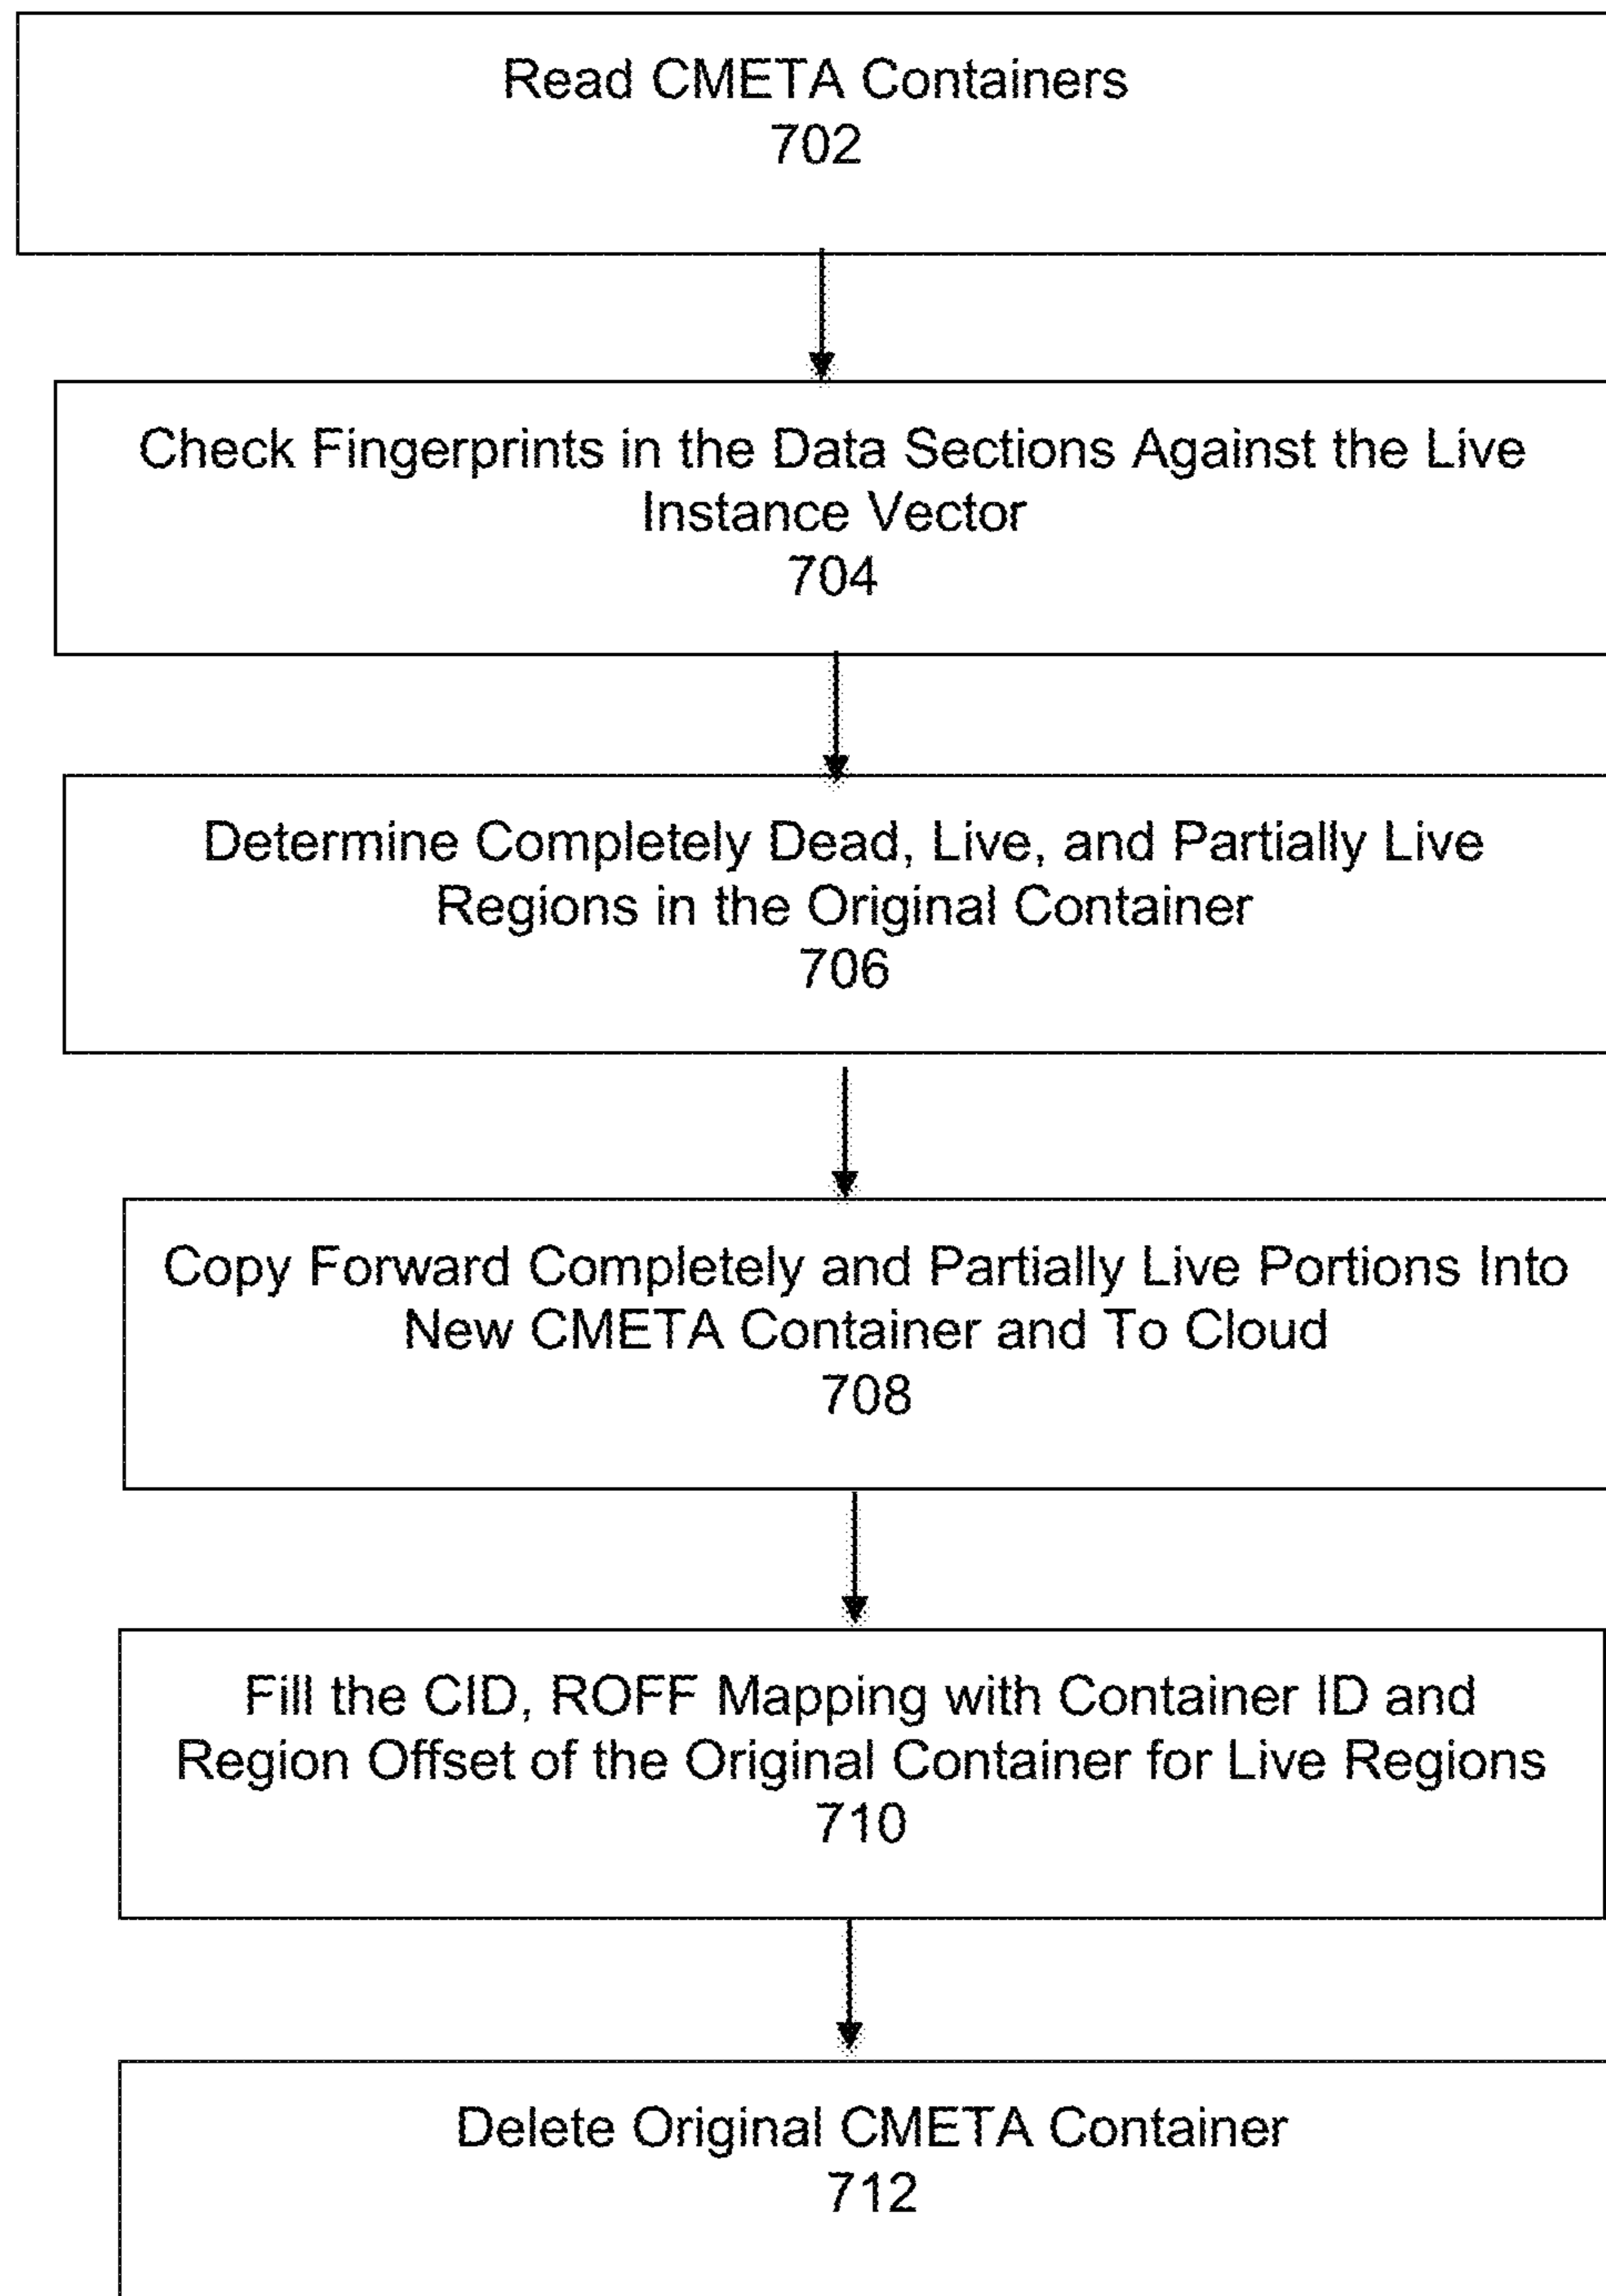 Read CMETA Containers
702
Check Fingerprints in the Data Sections Against the Live
Instance Vector
704
Determine Completely Dead, Live, and Partially Live
Regions in the Original Container
706
Copy Forward Completely and Partially Live Portions Into
New CMETA Container and To Cloud
708
Fill the CID, ROFF Mapping with Container ID and
Region Offset of the Original Container for Live Regions
710
Delete Original CMETA Container
712